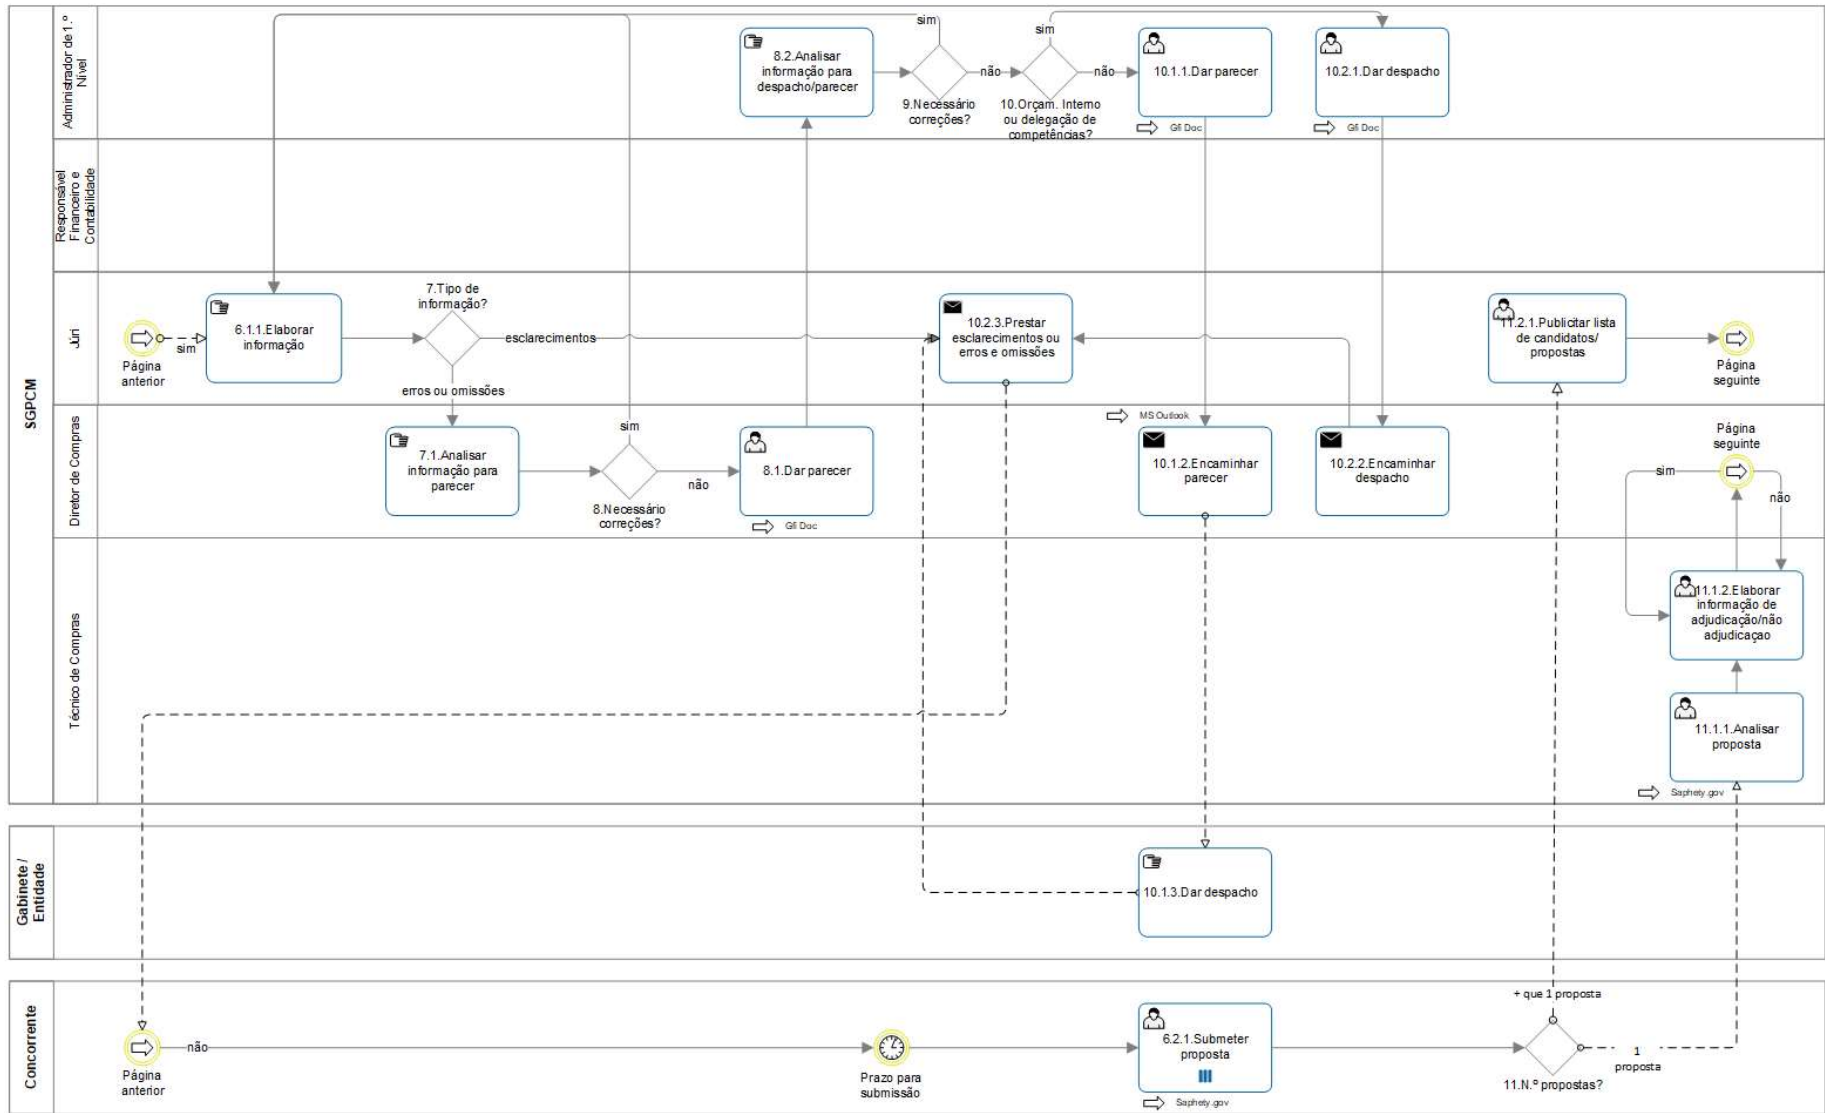 SGPCM
Administrador de 1.º
Nível
8.2.Analisar
informação para
despacho/parecer
sim
não
9.Necessário
correções?
sim
não
10.Orçam. Interno
ou delegação de
competências?
10.1.1.Dar parecer
Gfi Doc
10.2.1.Dar despacho
Gfi Doc
Responsável
Financeiro e
Contabilidade
Júri
Página
anterior
sim
6.1.1.Elaborar
informação
7.Tipo de
informação?
esclarecimentos
erros ou omissões
10.2.3.Prestar
esclarecimentos ou
erros e omissões
11.2.1.Publicitar lista
de candidatos/
propostas
Página
seguinte
Diretor de Compras
7.1.Analisar
informação para
parecer
sim
não
8.Necessário
correções?
8.1.Dar parecer
Gfi Doc
MS Outlook
10.1.2.Encaminhar
parecer
10.2.2.Encaminhar
despacho
Página
seguinte
sim
não
Técnico de Compras
11.1.2.Elaborar
informação de
adjudicação/não
adjudicaçao
11.1.1.Analisar
proposta
Saphety.gov
Gabinete /
Entidade
10.1.3.Dar despacho
Concorrente
Página
anterior
não
Prazo para
submissão
6.2.1.Submeter
proposta
Saphety.gov
+ que 1 proposta
1
proposta
11.N.º propostas?